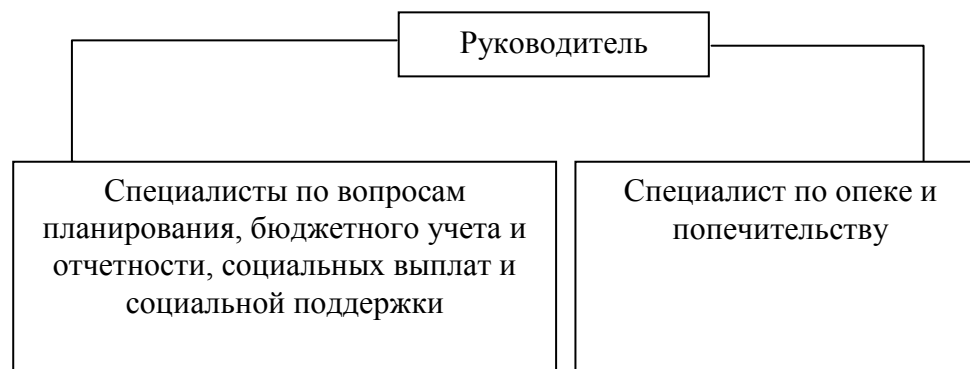 Руководитель
Специалисты по вопросам
планирования, бюджетного учета и
отчетности, социальных выплат и
социальной поддержки
Специалист по опеке и
попечительству